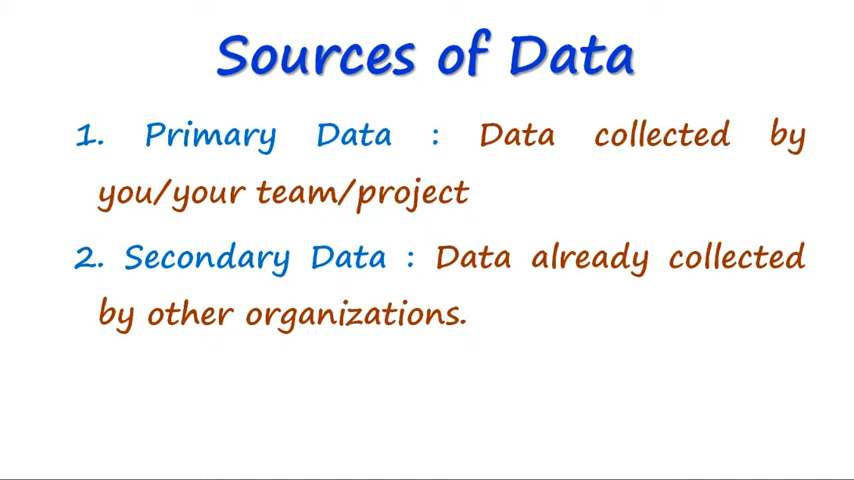 Sources of Data
1. Primary Data : Data collected by
you/your team/project
2. Secondary Data : Data already collected
by other organizations.